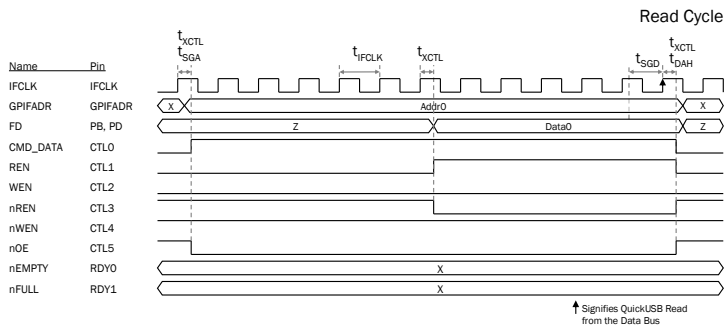 Read Cycle
tXCTL
tSGA
tIFCLK
tXCTL
tSGD
tXCTL
tDAH
Name Pin
IFCLK IFCLK
GPIFADR GPIFADR X Addr0 X
FD PB, PD Z Data0 Z
CMD_DATA CTL0
REN CTL1
WEN CTL2
nREN CTL3
nWEN CTL4
nOE CTL5
nEMPTY RDY0 X
nFULL RDY1 X
Signifies QuickUSB Read
from the Data Bus